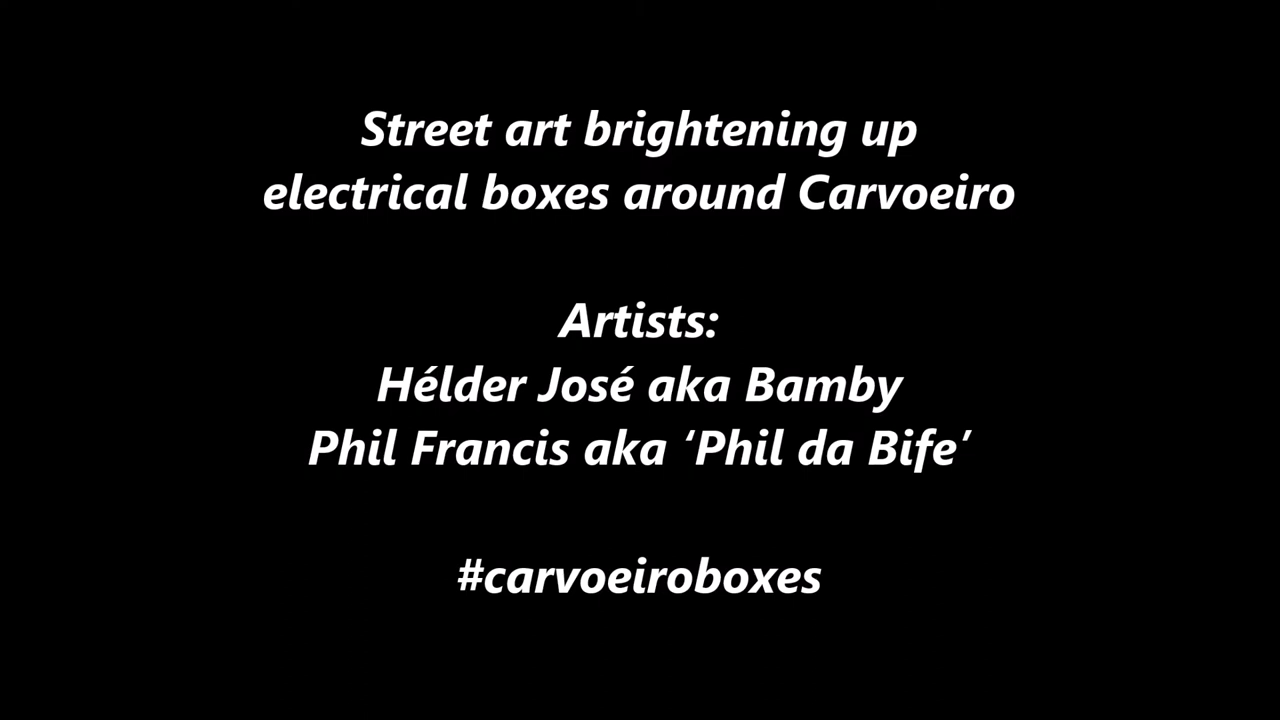 Street art brightening up
electrical boxes around Carvoeiro
Artists:
Hélder José aka Bamby
Phil Francis aka ‘Phil da Bife’
#carvoeiroboxes